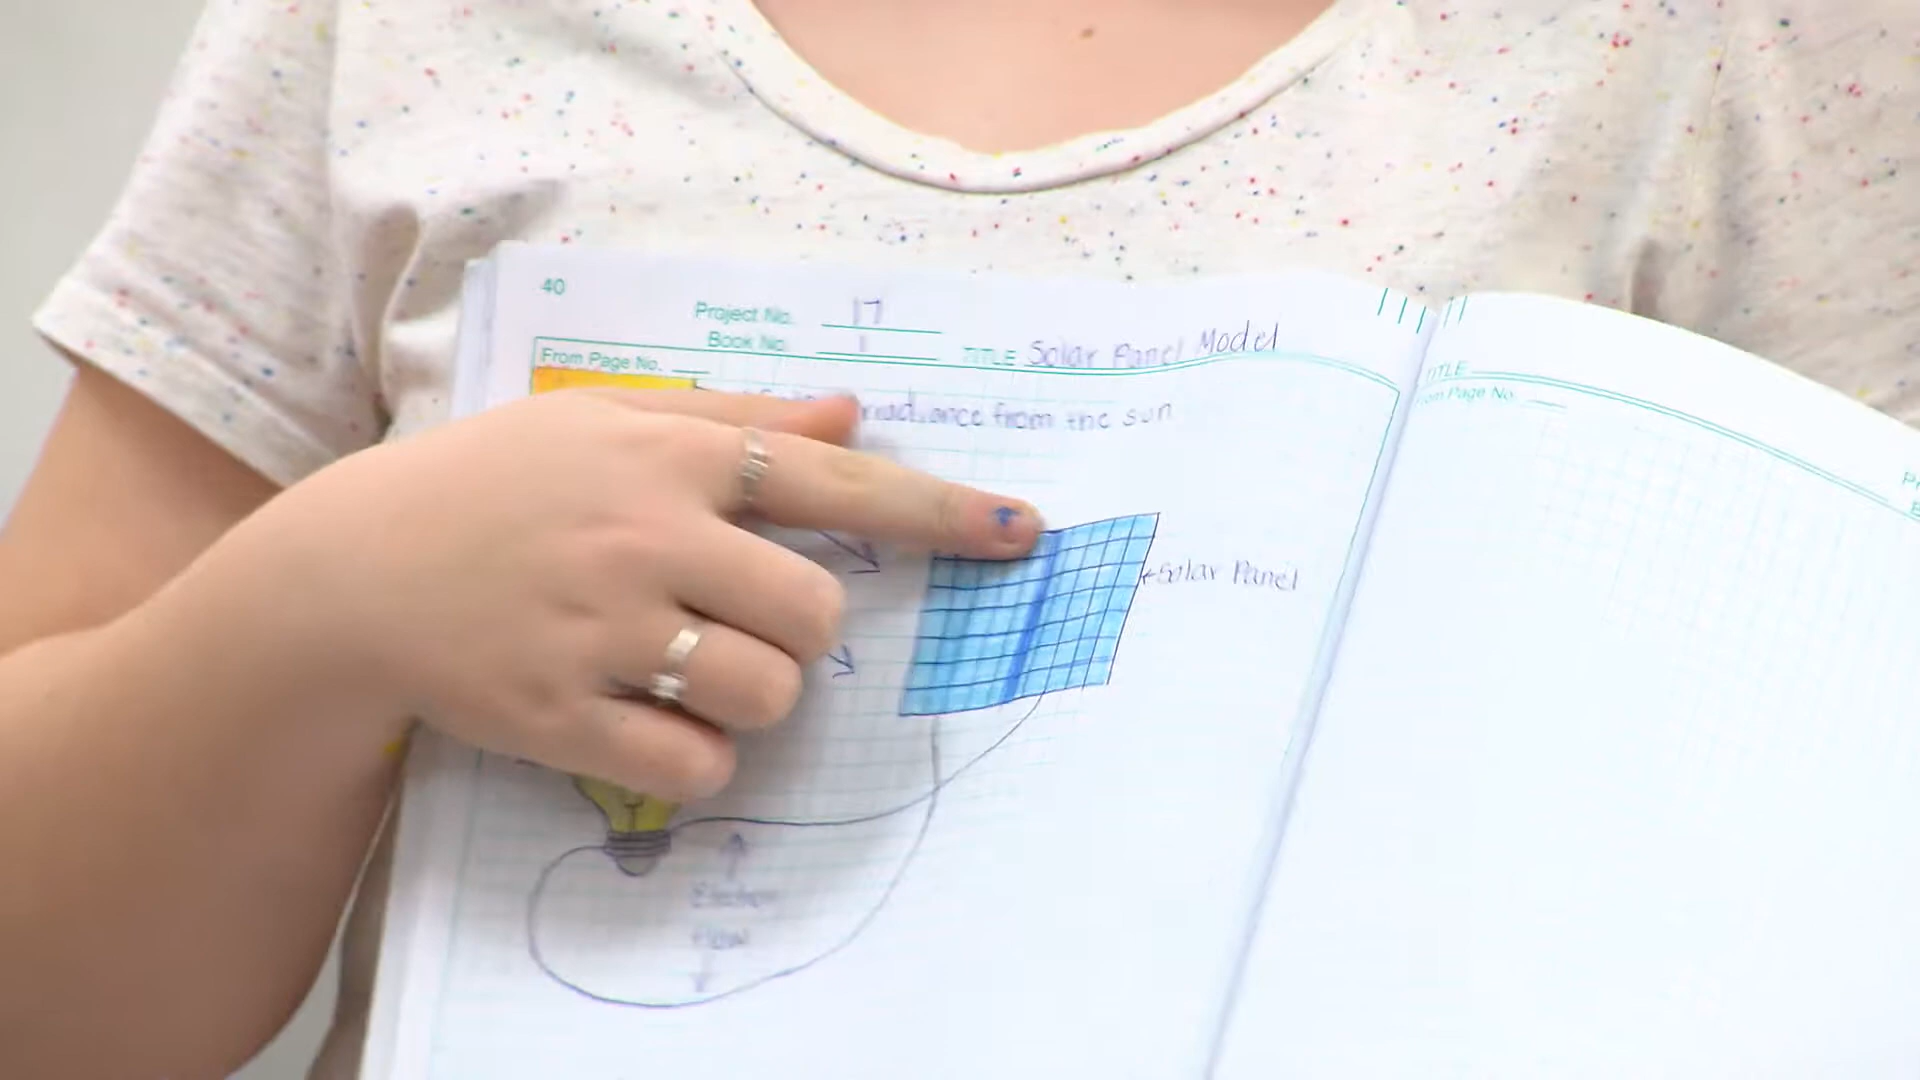 40
Project No. 17
Book No. 1
TITLE Solar Panel Model
From Page No.
irradiance from the sun
←Solar Panel
Electron
Flow
TITLE
From Page No.